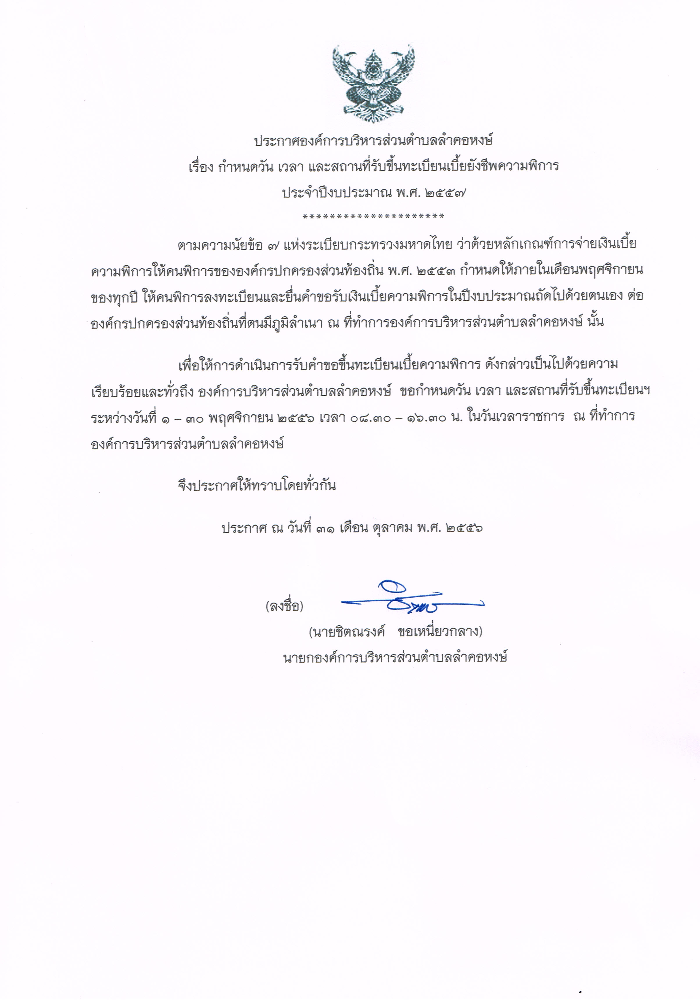 ประกาศองค์การบริหารส่วนตำบลลำคอหงษ์
เรื่อง กำหนดวัน เวลา และสถานที่รับขึ้นทะเบียนเบี้ยยังชีพความพิการ
ประจำปีงบประมาณ พ.ศ. ๒๕๕๗
*********************
ตามความนัยข้อ ๗ แห่งระเบียบกระทรวงมหาดไทย ว่าด้วยหลักเกณฑ์การจ่ายเงินเบี้ย
ความพิการให้คนพิการขององค์กรปกครองส่วนท้องถิ่น พ.ศ. ๒๕๕๓ กำหนดให้ภายในเดือนพฤศจิกายน
ของทุกปี ให้คนพิการลงทะเบียนและยื่นคำขอรับเงินเบี้ยความพิการในปีงบประมาณถัดไปด้วยตนเอง ต่อ
องค์กรปกครองส่วนท้องถิ่นที่ตนมีภูมิลำเนา ณ ที่ทำการองค์การบริหารส่วนตำบลลำคอหงษ์ นั้น
เพื่อให้การดำเนินการรับคำขอขึ้นทะเบียนเบี้ยความพิการ ดังกล่าวเป็นไปด้วยความ
เรียบร้อยและทั่วถึง องค์การบริหารส่วนตำบลลำคอหงษ์ ขอกำหนดวัน เวลา และสถานที่รับขึ้นทะเบียนฯ
ระหว่างวันที่ ๑ – ๓๐ พฤศจิกายน ๒๕๕๖ เวลา ๐๘.๓๐ – ๑๖.๓๐ น. ในวันเวลาราชการ ณ ที่ทำการ
องค์การบริหารส่วนตำบลลำคอหงษ์
จึงประกาศให้ทราบโดยทั่วกัน
ประกาศ ณ วันที่ ๓๑ เดือน ตุลาคม พ.ศ. ๒๕๕๖
(ลงชื่อ)
(นายชิตณรงค์ ขอเหนี่ยวกลาง)
นายกองค์การบริหารส่วนตำบลลำคอหงษ์